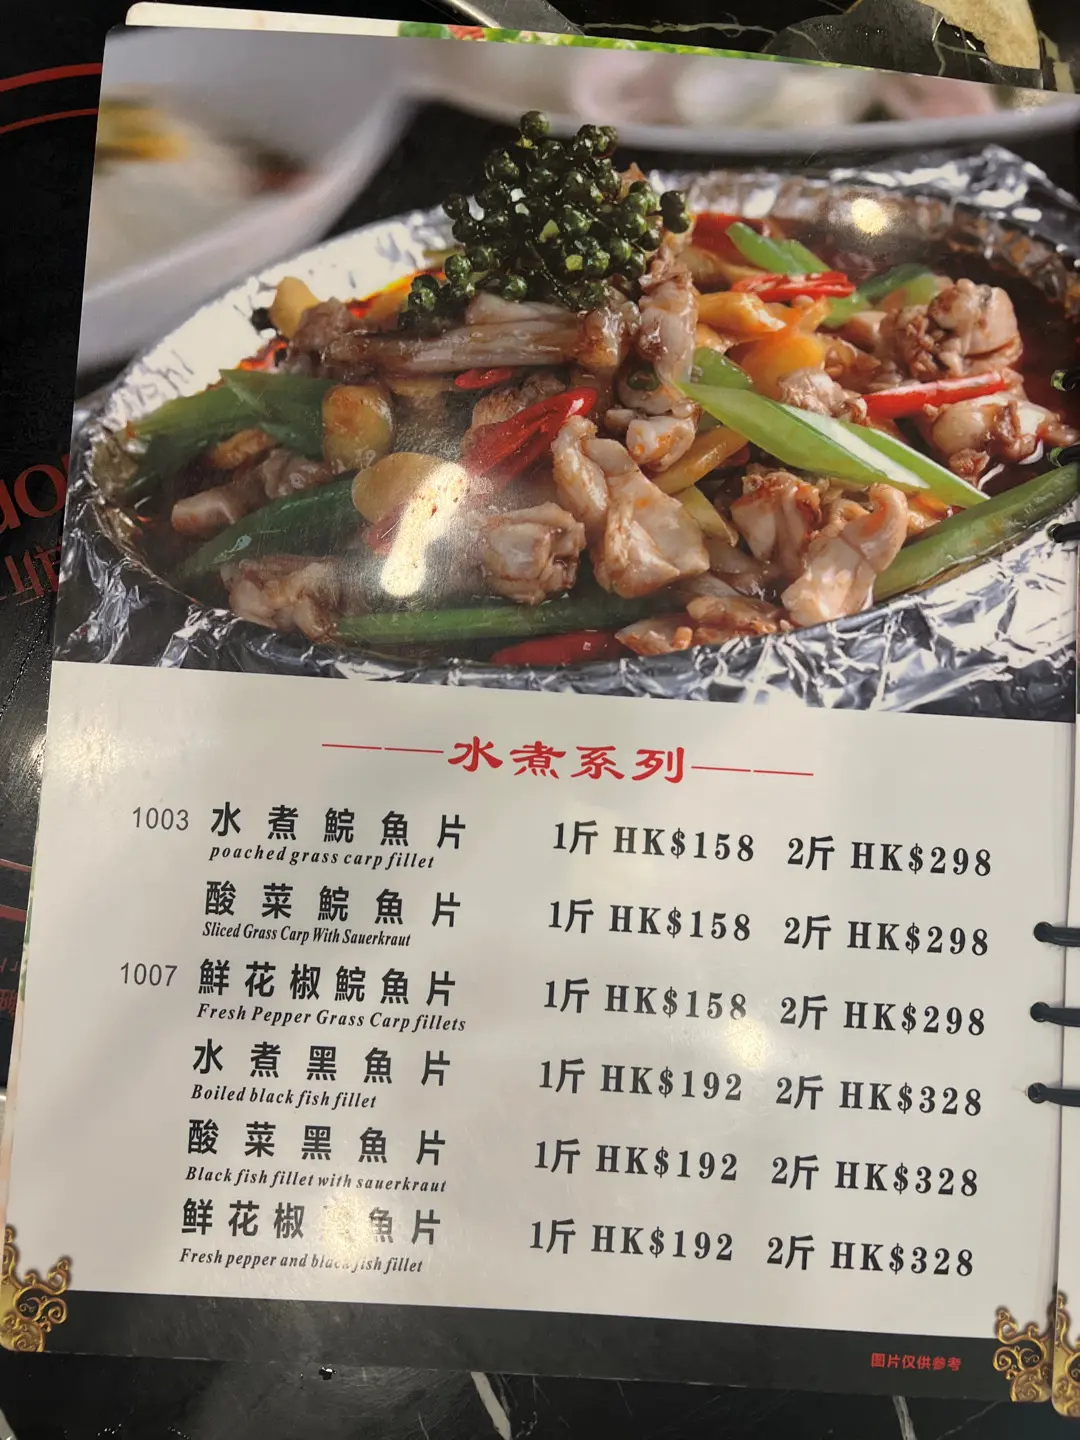 ——水煮系列——
1003 水煮鯇魚片 1斤 HK$158 2斤 HK$298
poached grass carp fillet
酸菜鯇魚片 1斤 HK$158 2斤 HK$298
Sliced Grass Carp With Sauerkraut
1007 鮮花椒鯇魚片 1斤 HK$158 2斤 HK$298
Fresh Pepper Grass Carp fillets
水煮黑魚片 1斤 HK$192 2斤 HK$328
Boiled black fish fillet
酸菜黑魚片 1斤 HK$192 2斤 HK$328
Black fish fillet with sauerkraut
鮮花椒黑魚片 1斤 HK$192 2斤 HK$328
Fresh pepper and black fish fillet
图片仅供参考